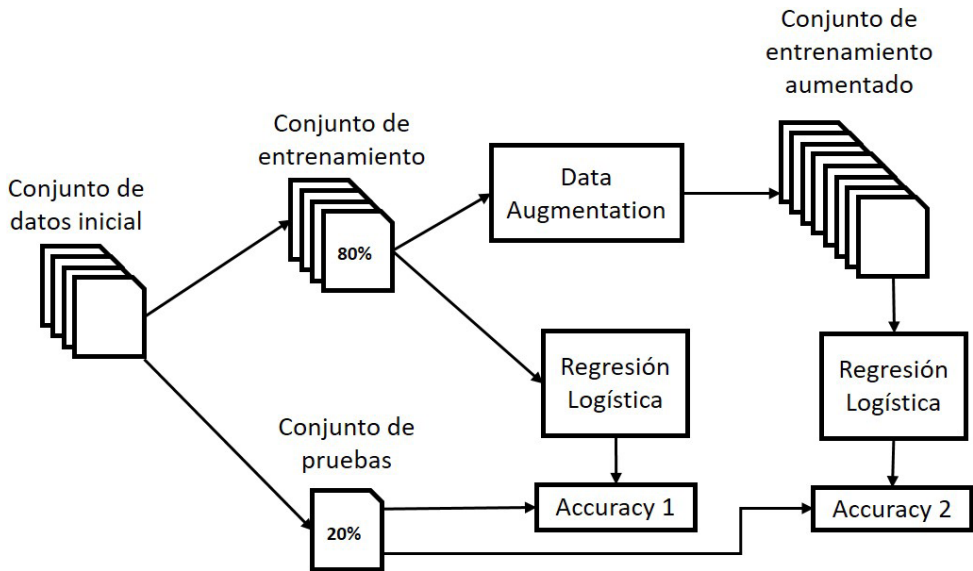 Conjunto de
datos inicial
Conjunto de
entrenamiento
80%
Data
Augmentation
Conjunto de
entrenamiento
aumentado
Regresión
Logística
Regresión
Logística
Conjunto de
pruebas
20%
Accuracy 1
Accuracy 2